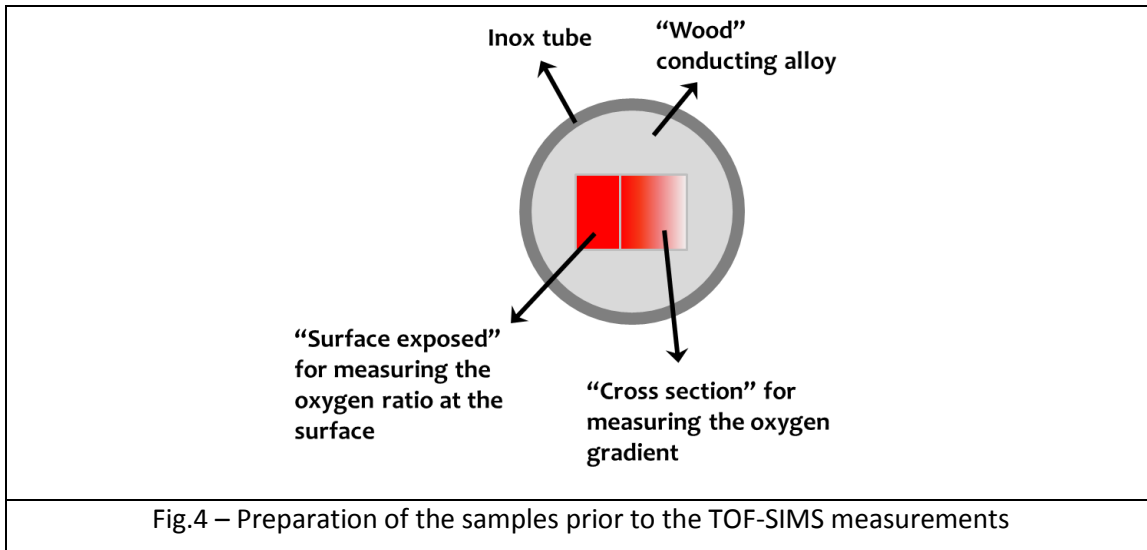 Inox tube
“Wood”
conducting alloy
“Surface exposed”
for measuring the
oxygen ratio at the
surface
“Cross section” for
measuring the oxygen
gradient
Fig.4 – Preparation of the samples prior to the TOF-SIMS measurements